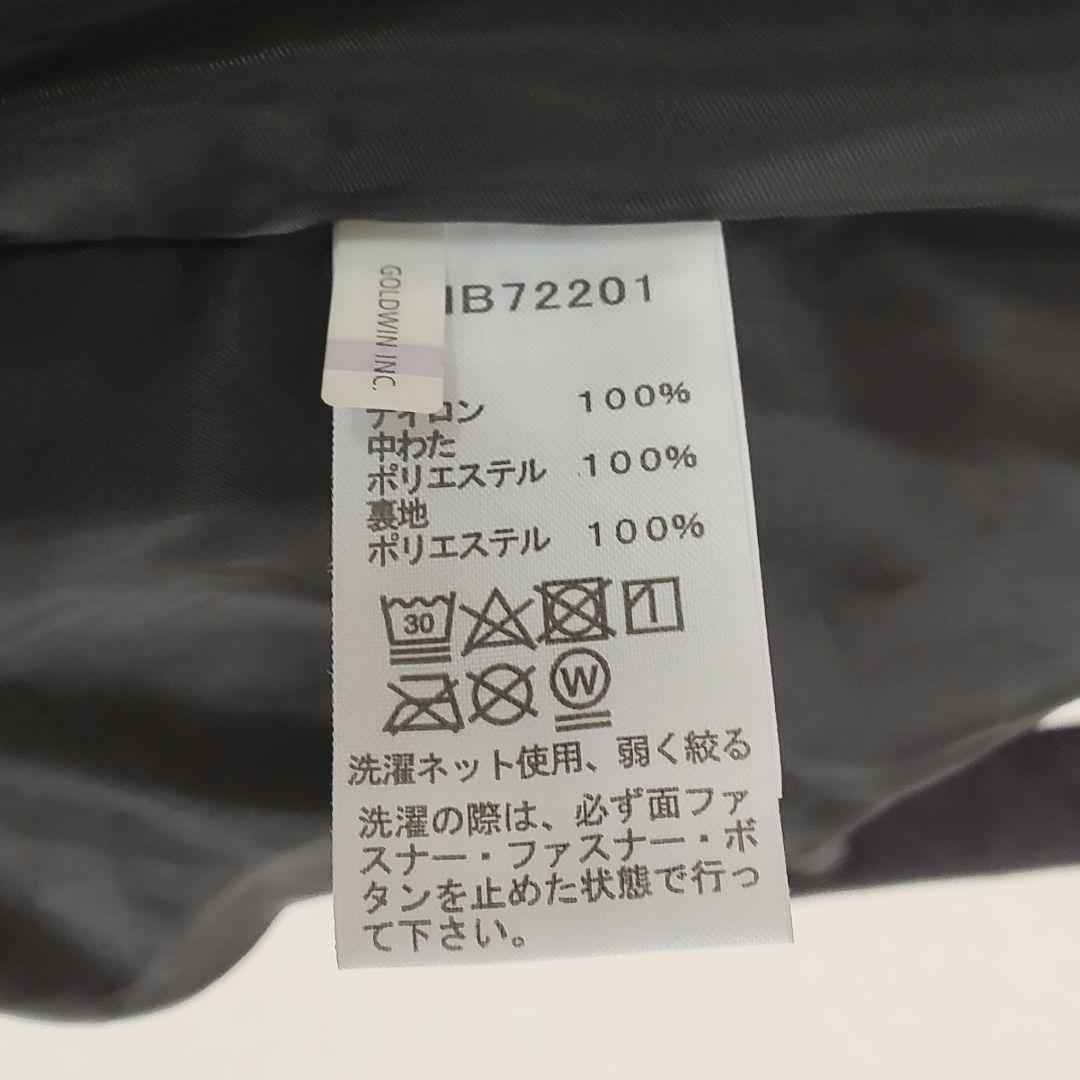 GOLDWIN INC.
B72201
ナイロン 100%
中わた
ポリエステル 100%
裏地
ポリエステル 100%
30
W
洗濯ネット使用、弱く絞る
洗濯の際は、必ず面ファ
スナー・ファスナー・ボ
タンを止めた状態で行っ
て下さい。